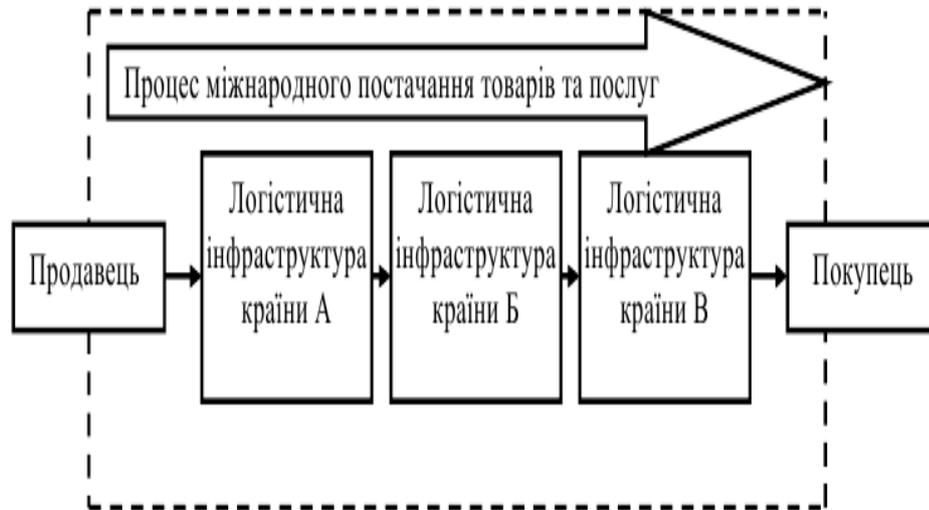 Процес міжнародного постачання товарів та послуг
Продавець
Логістична
інфраструктура
країни А
Логістична
інфраструктура
країни Б
Логістична
інфраструктура
країни В
Покупець